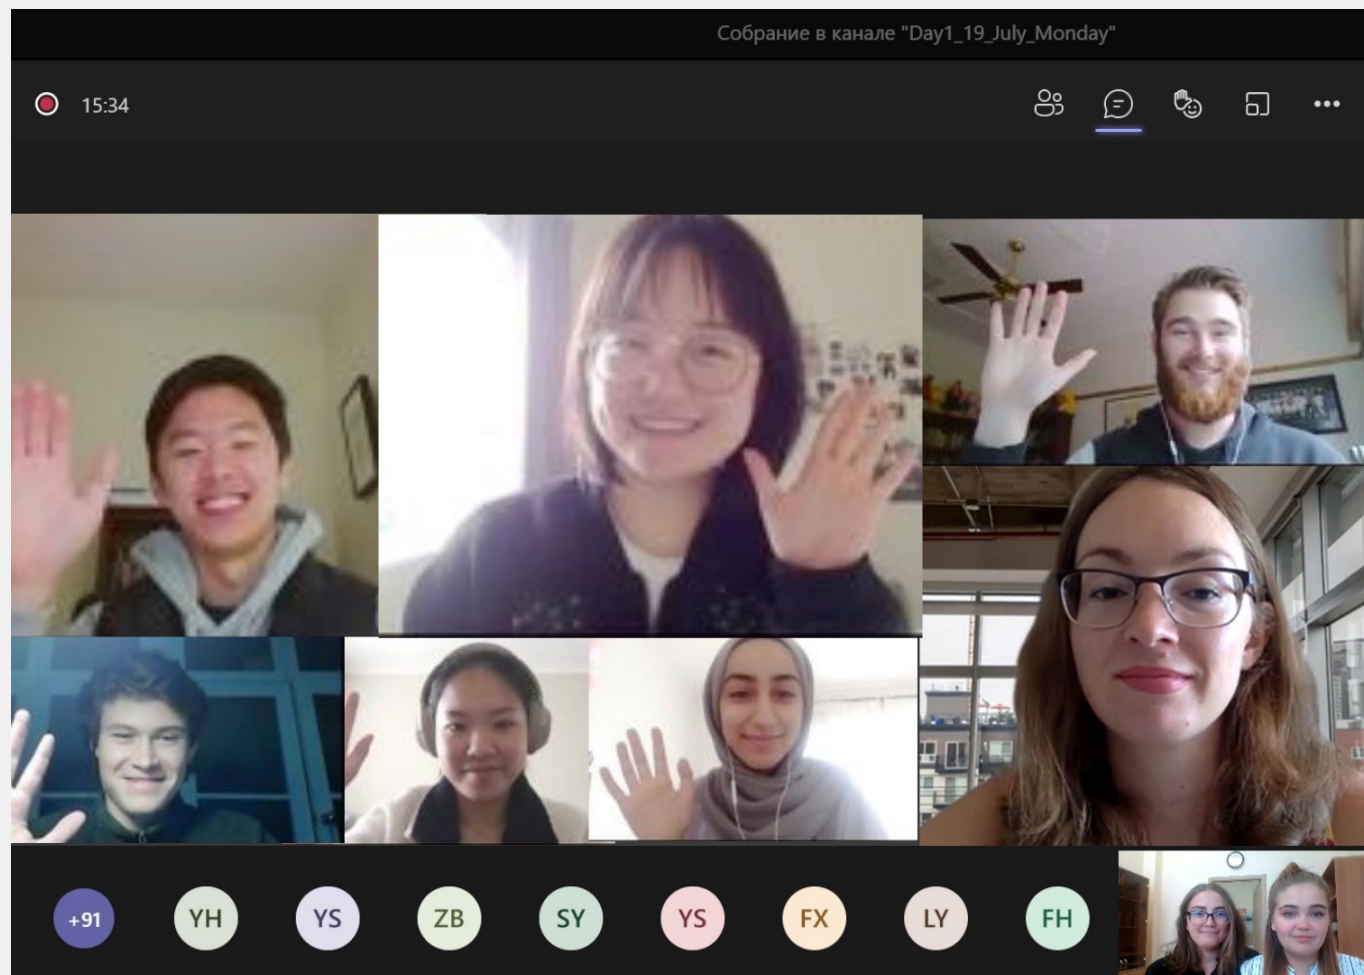 Собрание в канале "Day1_19_July_Monday"
15:34
+91 YH YS ZB SY YS FX LY FH